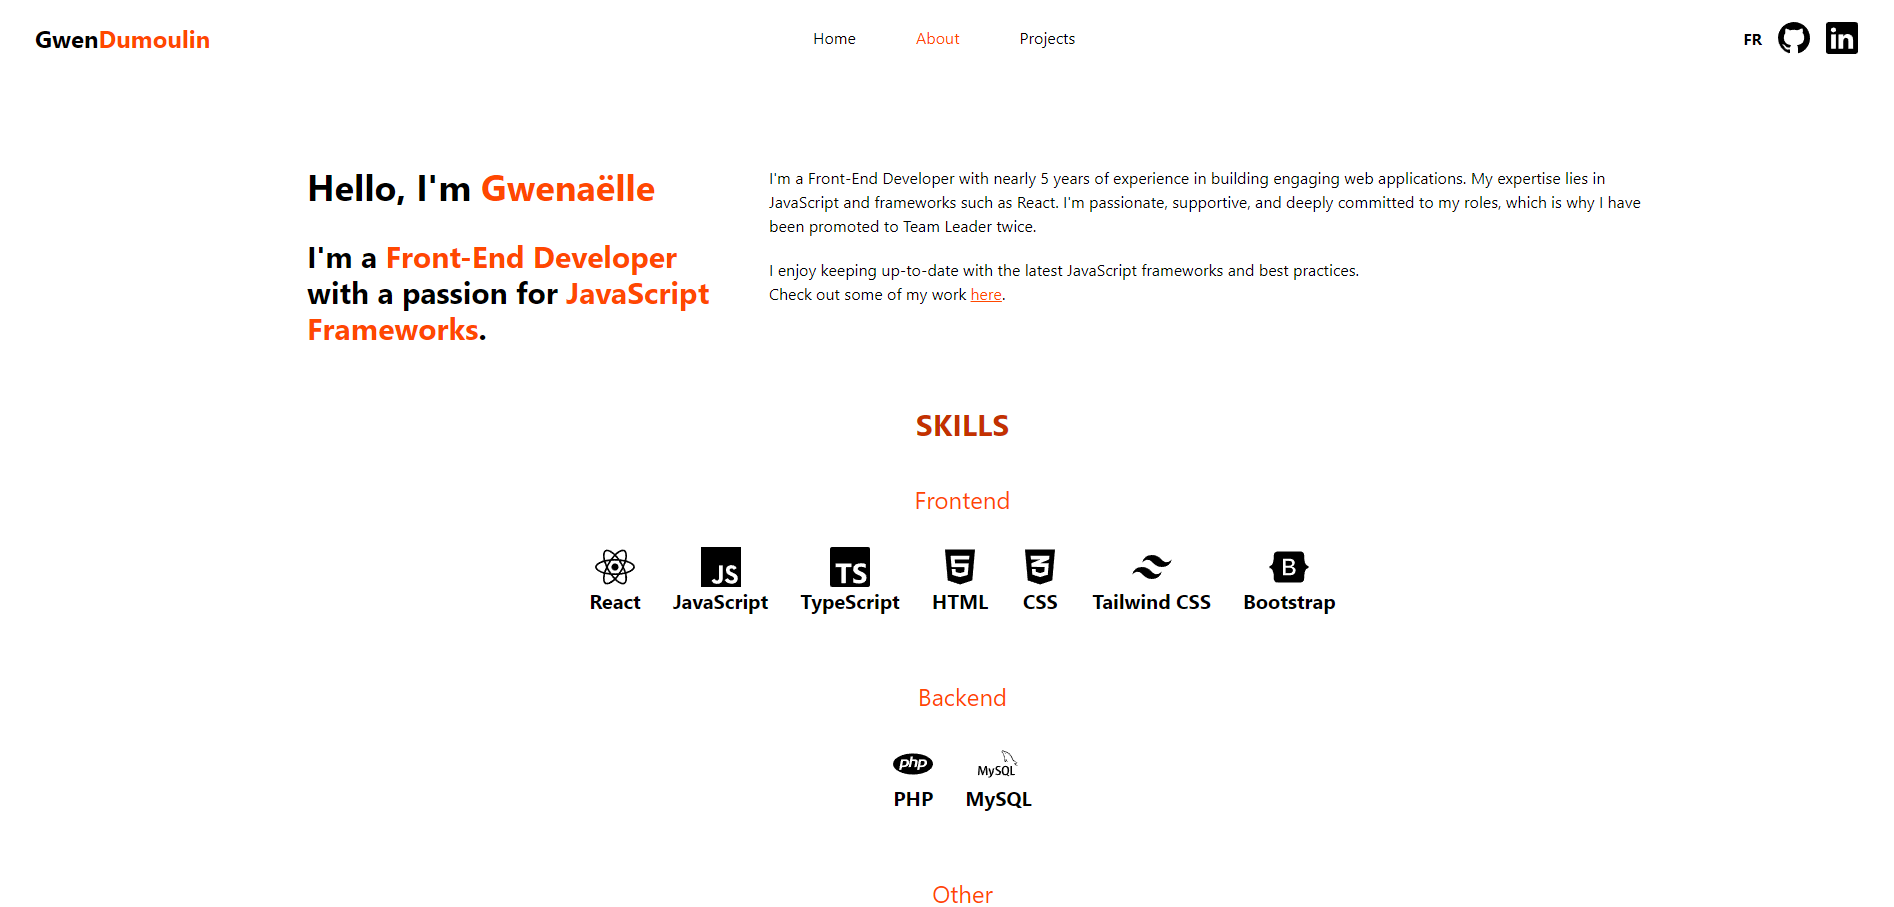 GwenDumoulin
Home
About
Projects
FR
in
Hello, I'm Gwenaëlle
I'm a Front-End Developer
with a passion for JavaScript
Frameworks.
I'm a Front-End Developer with nearly 5 years of experience in building engaging web applications. My expertise lies in
JavaScript and frameworks such as React. I'm passionate, supportive, and deeply committed to my roles, which is why I have
been promoted to Team Leader twice.
I enjoy keeping up-to-date with the latest JavaScript frameworks and best practices.
Check out some of my work here.
SKILLS
Frontend
JS
TS
5
3
B
React
JavaScript
TypeScript
HTML
CSS
Tailwind CSS
Bootstrap
Backend
php
MySQL
PHP
MySQL
Other